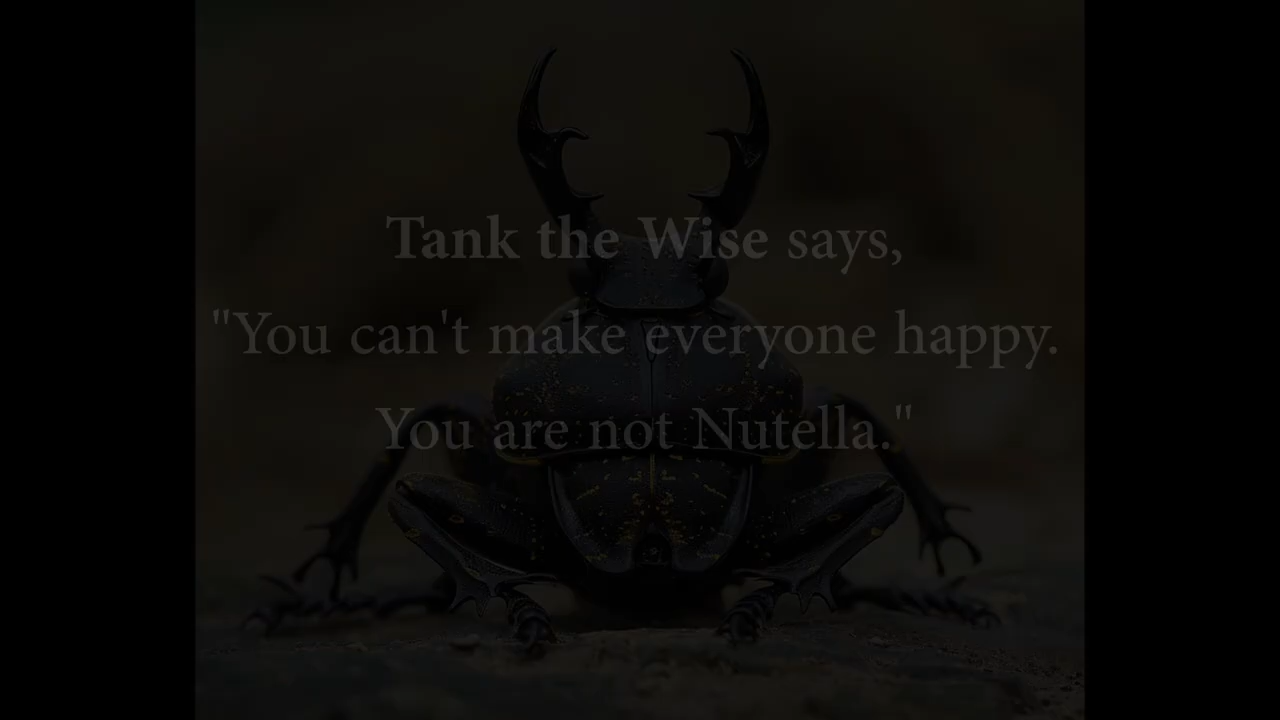 Tank the Wise says,
"You can't make everyone happy.
You are not Nutella."